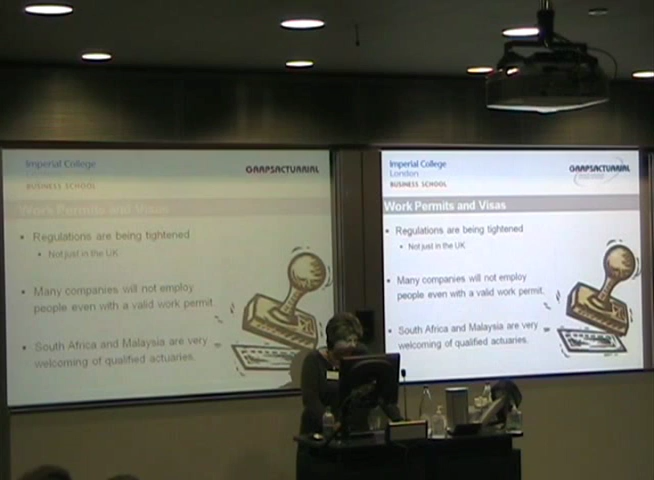 Imperial College
BUSINESS SCHOOL
GAAPSACTUARIAL
Work Permits and Visas
• Regulations are being tightened
• Not just in the UK
• Many companies will not employ
people even with a valid work permit
• South Africa and Malaysia are very
welcoming of qualified actuaries.
Imperial College
London
BUSINESS SCHOOL
GAAPSACTUARIAL
Work Permits and Visas
• Regulations are being tightened
• Not just in the UK
• Many companies will not employ
people even with a valid work permit.
• South Africa and Malaysia are very
welcoming of qualified actuaries.